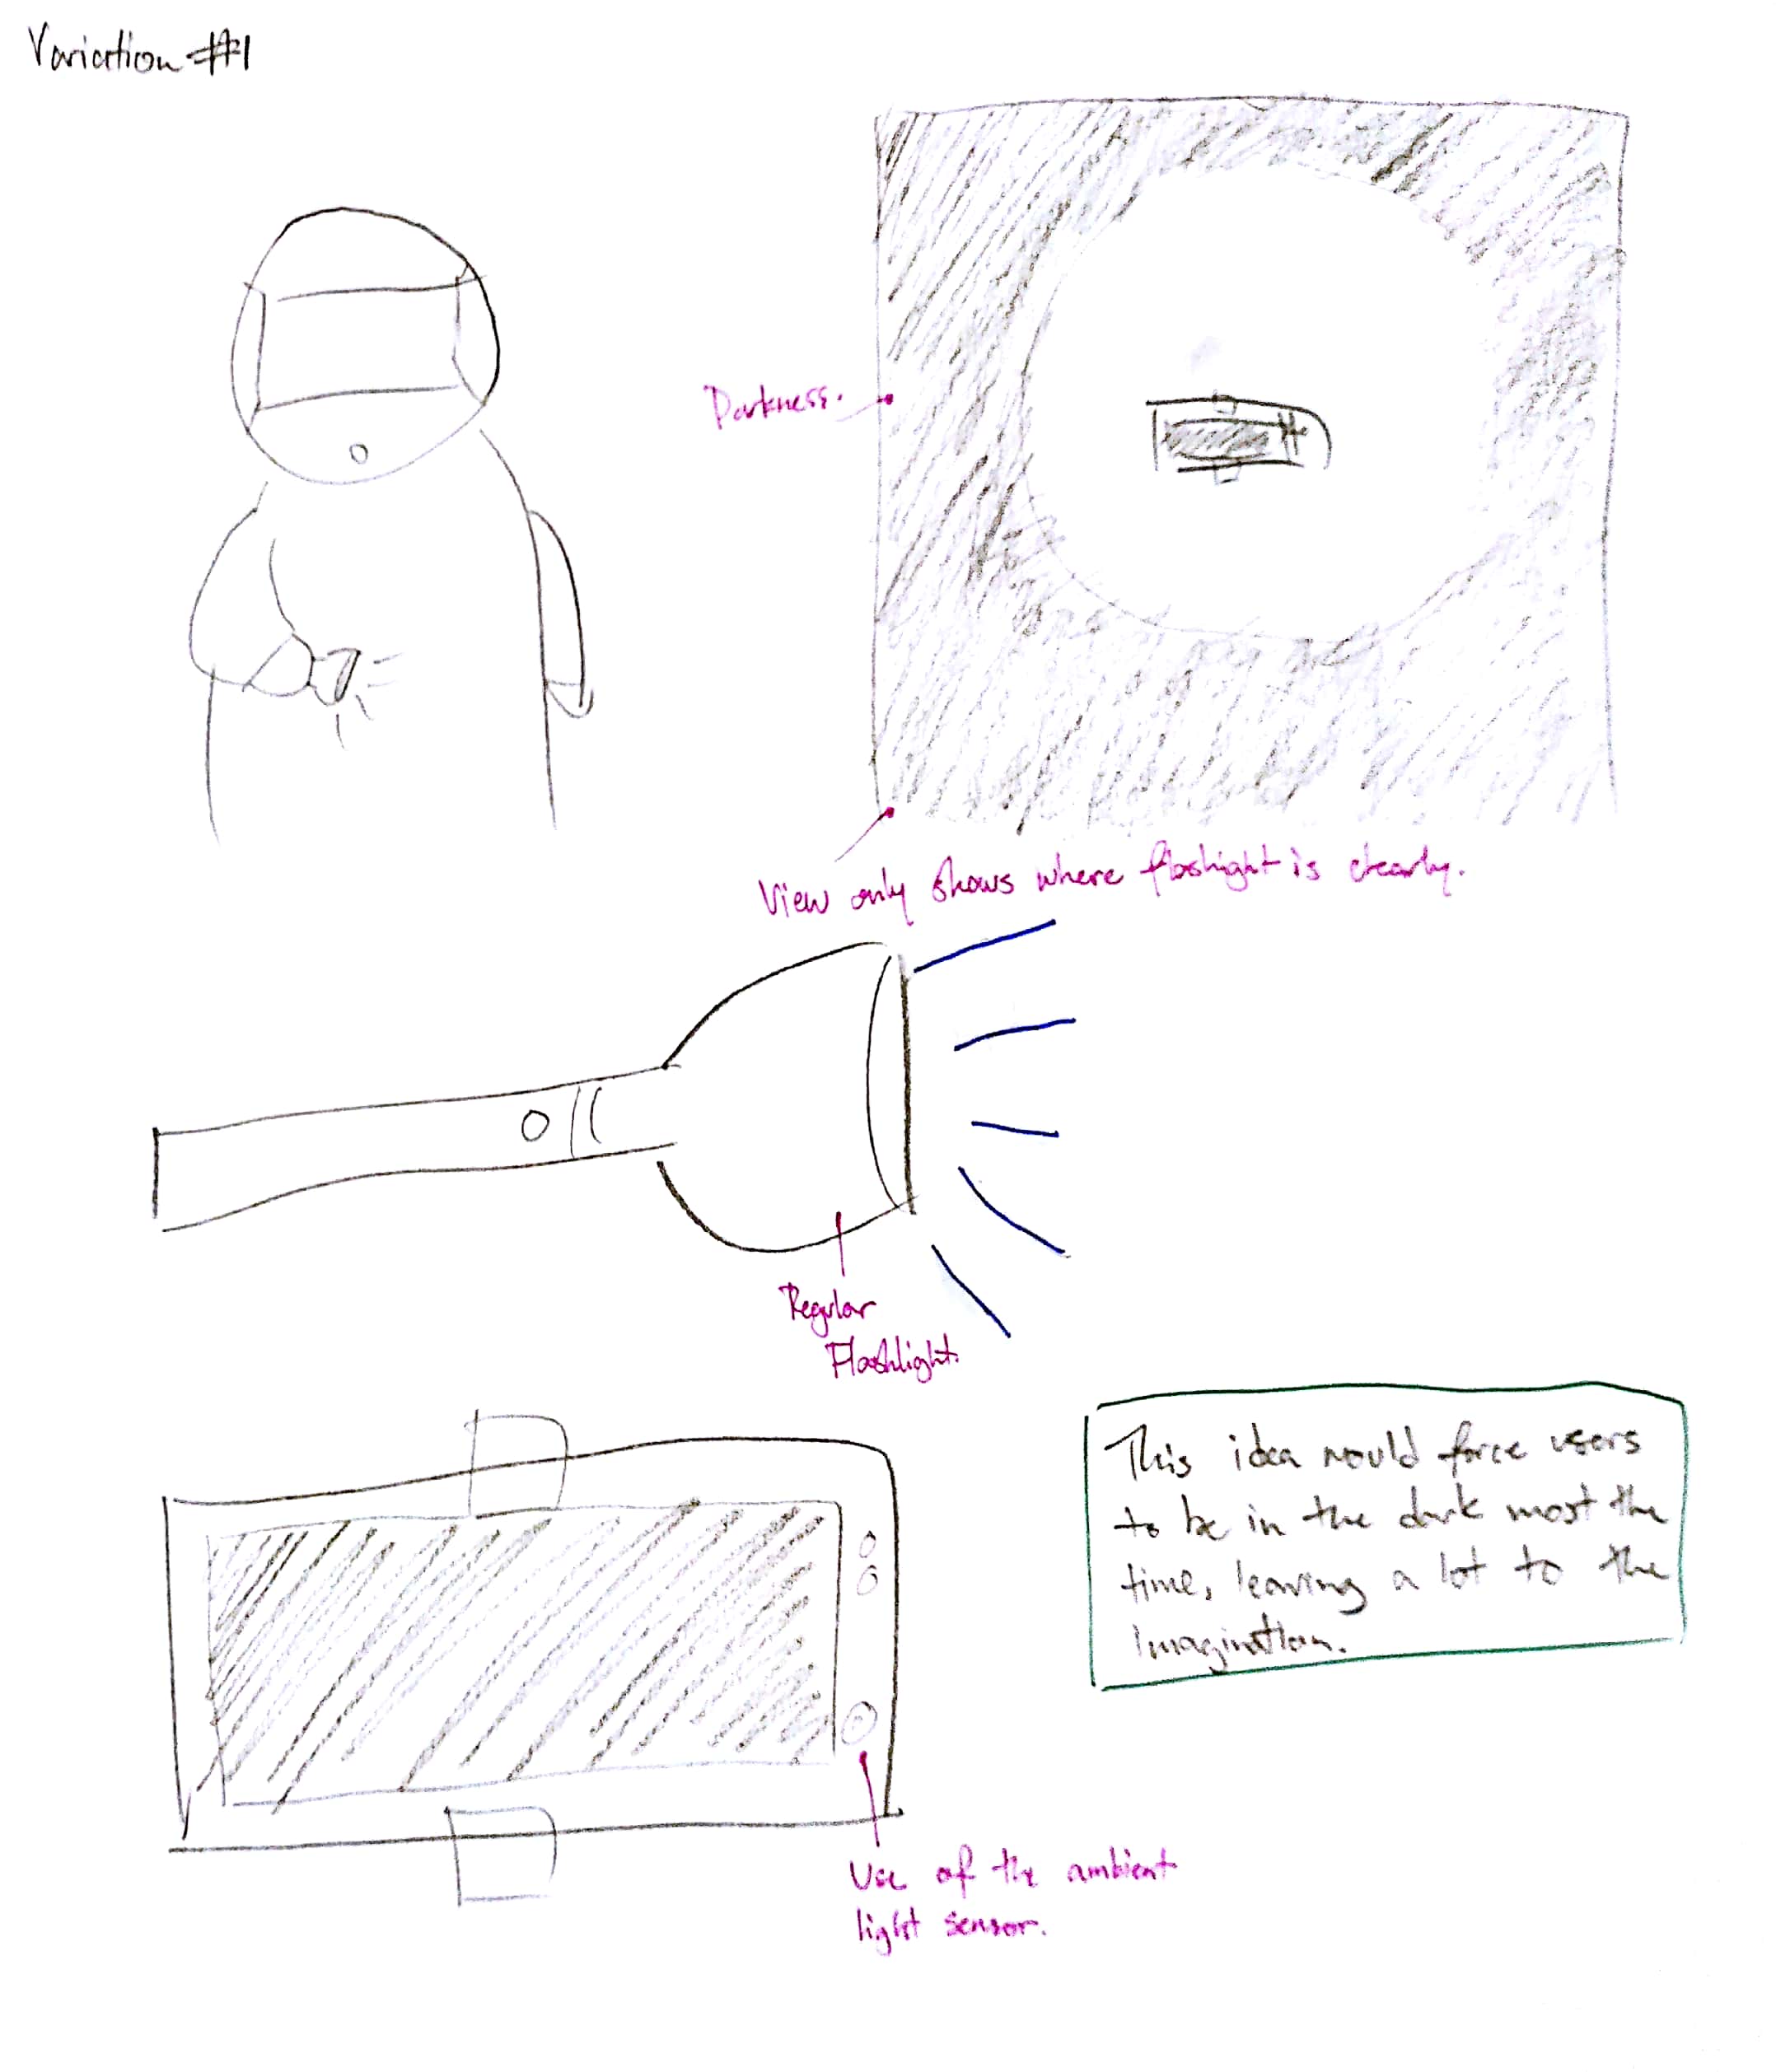 Variation #1
Darkness.
View only shows where flashight is clearly.
Regular
Flashlight.
This idea would force users
to be in the dark most the
time, leaving a lot to the
imagination.
Use of the ambient
light sensor.